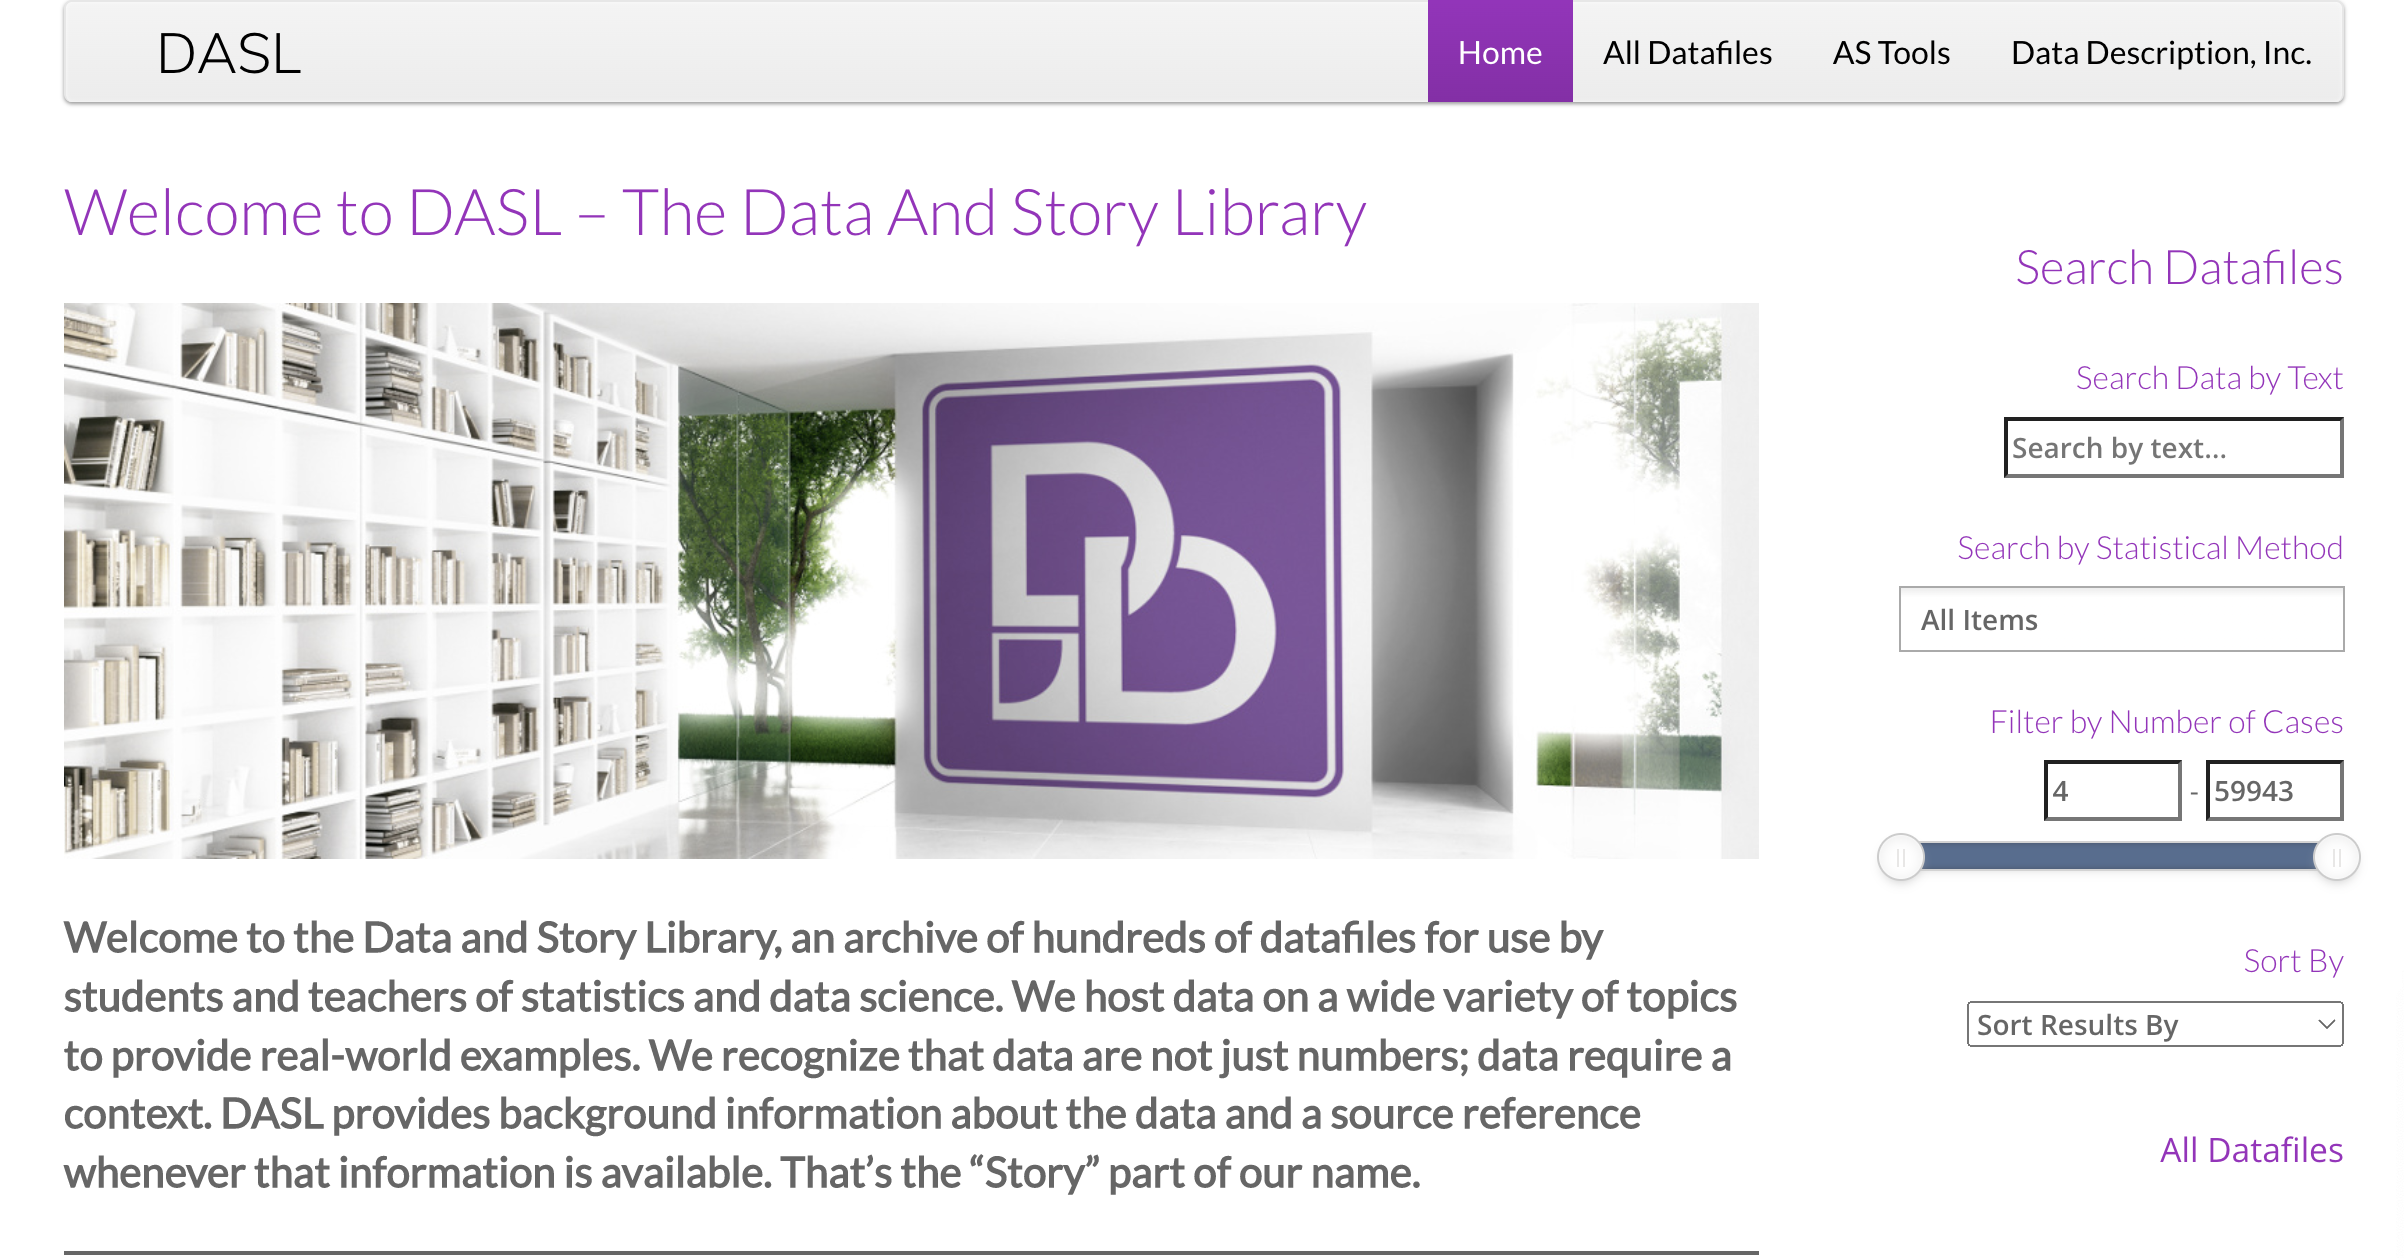 DASL
Home
All Datafiles
AS Tools
Data Description, Inc.
Welcome to DASL – The Data And Story Library
Welcome to the Data and Story Library, an archive of hundreds of datafiles for use by
students and teachers of statistics and data science. We host data on a wide variety of topics
to provide real-world examples. We recognize that data are not just numbers; data require a
context. DASL provides background information about the data and a source reference
whenever that information is available. That’s the “Story” part of our name.
Search Datafiles
Search Data by Text
Search by text...
Search by Statistical Method
All Items
Filter by Number of Cases
4 - 59943
Sort By
Sort Results By
All Datafiles